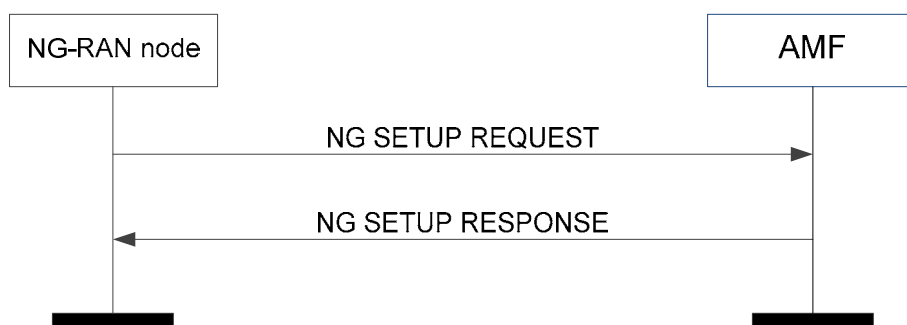 NG-RAN node
AMF
NG SETUP REQUEST
NG SETUP RESPONSE